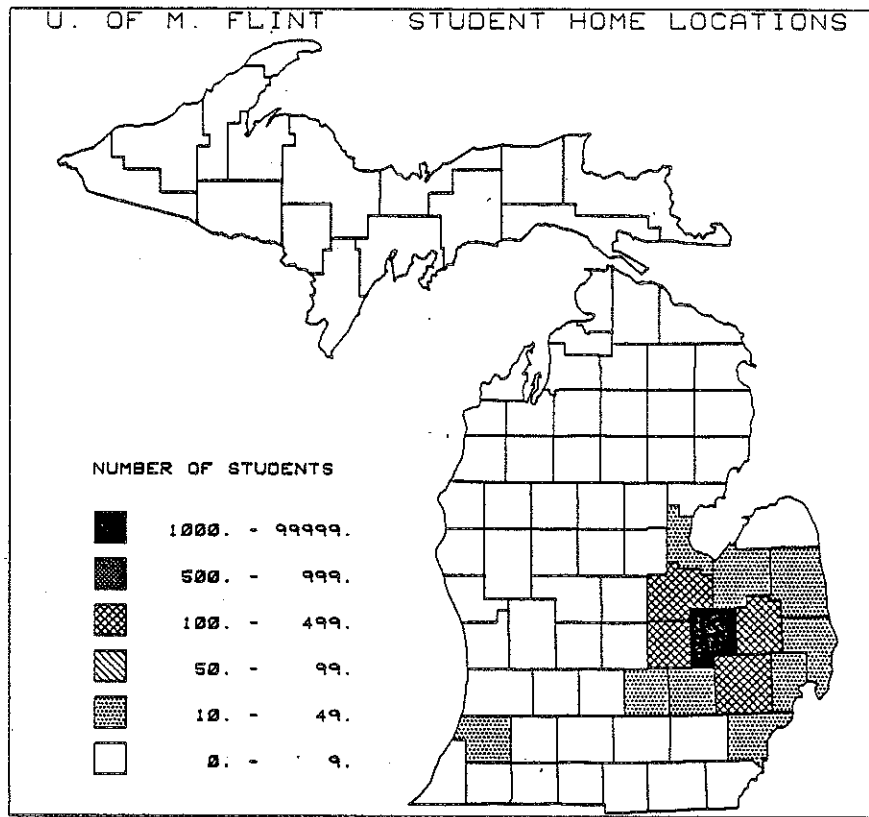 U. OF M. FLINT STUDENT HOME LOCATIONS
NUMBER OF STUDENTS
1000. - 99999.
500. - 999.
100. - 499.
50. - 99.
10. - 49.
0. - 9.